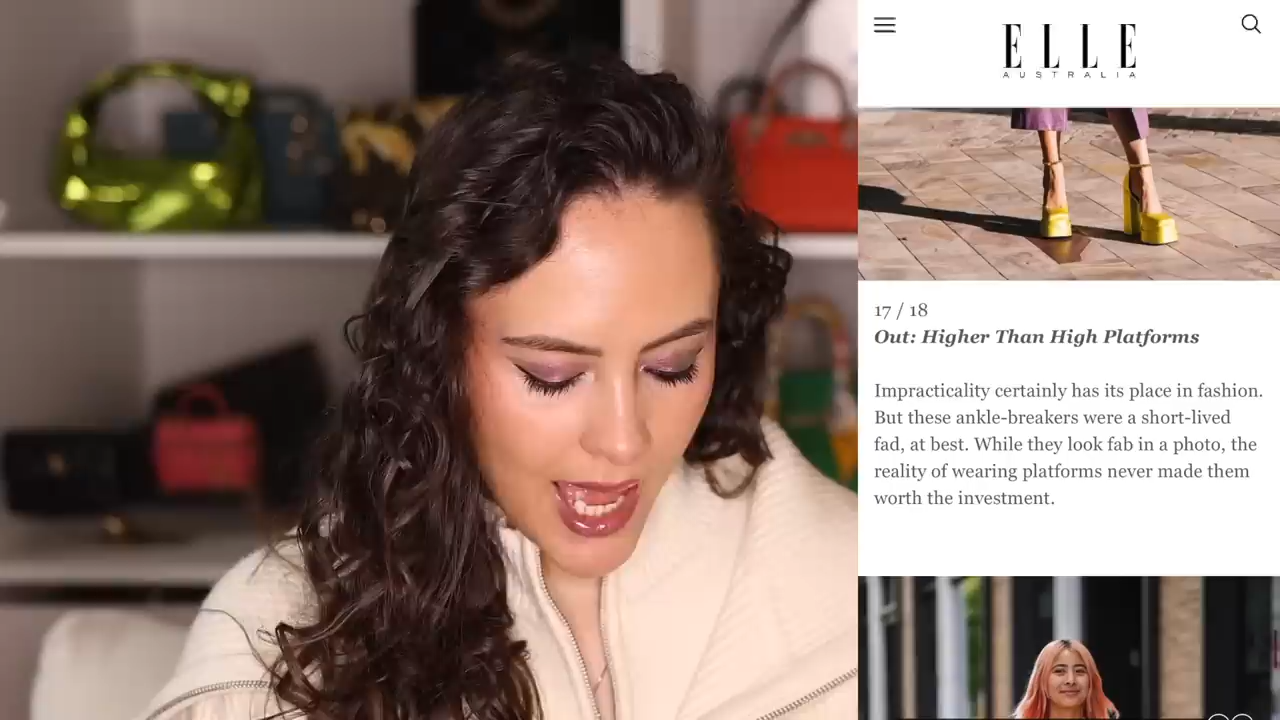 ELLE
AUSTRALIA
17 / 18
Out: Higher Than High Platforms
Impracticality certainly has its place in fashion.
But these ankle-breakers were a short-lived
fad, at best. While they look fab in a photo, the
reality of wearing platforms never made them
worth the investment.